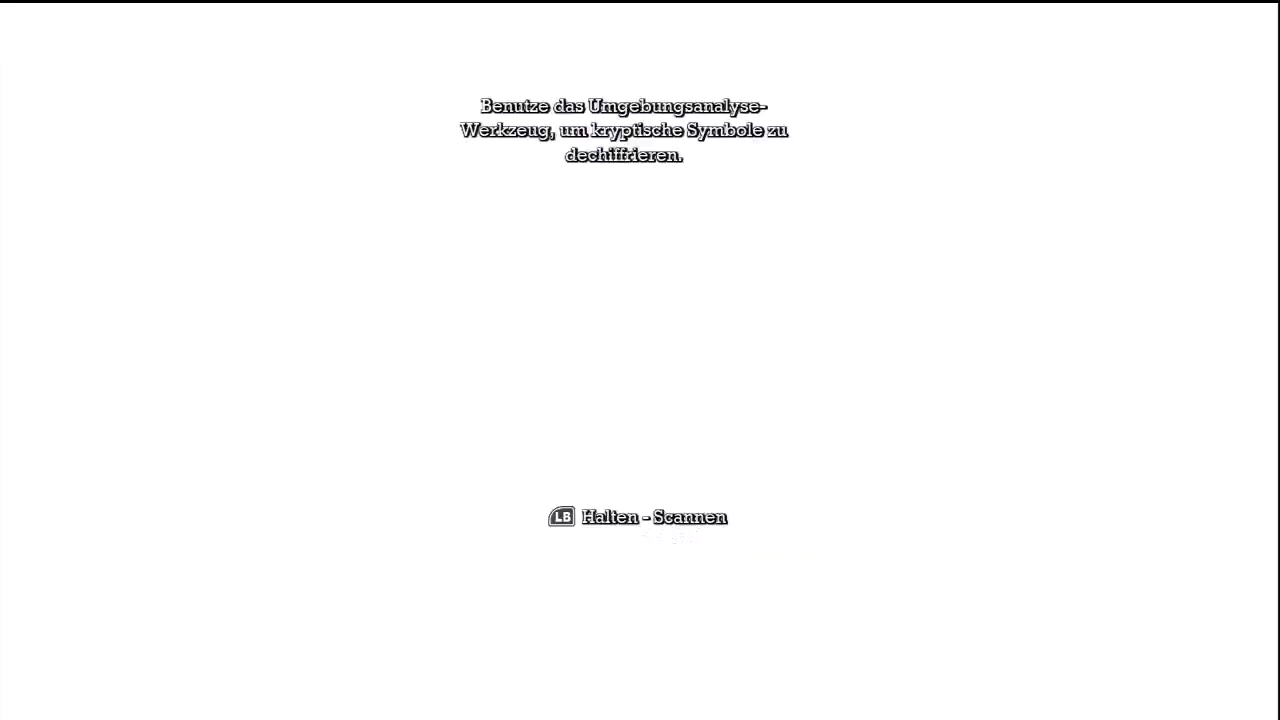 Benutze das Umgebungsanalyse-
Werkzeug, um kryptische Symbole zu
dechiffrieren.
LB Halten - Scannen